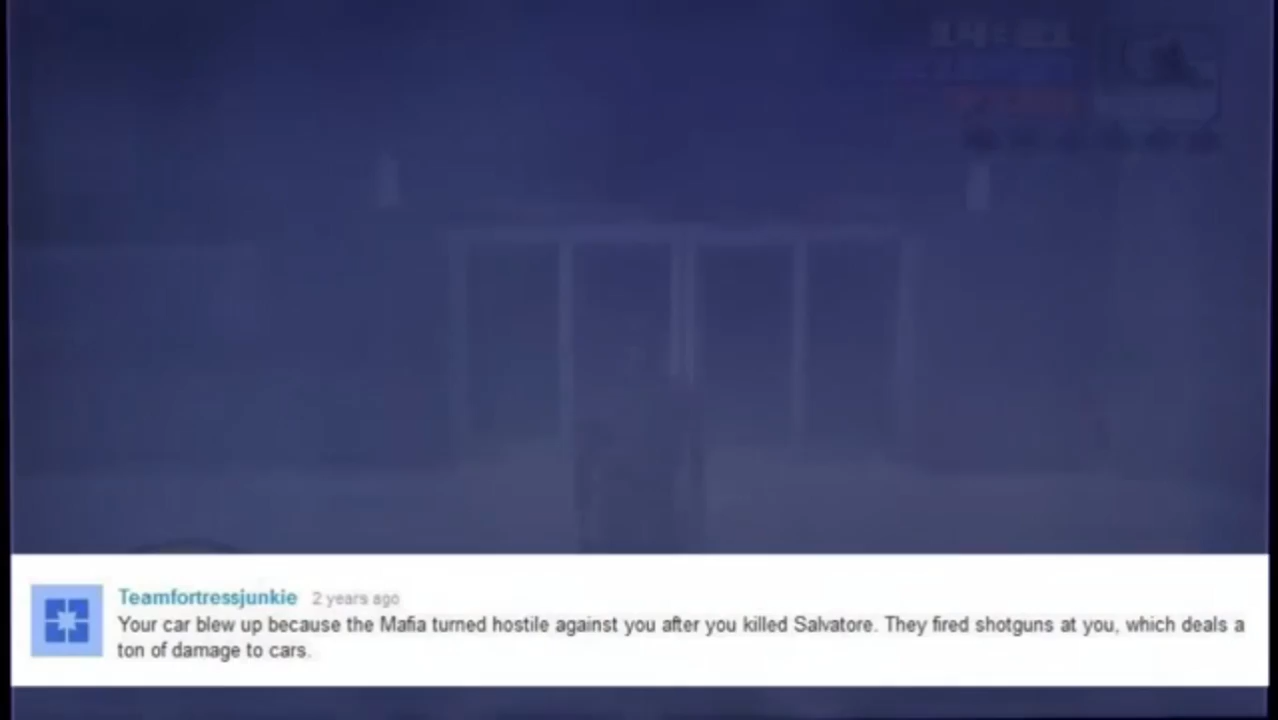 Teamfortressjunkie 2 years ago
Your car blew up because the Mafia turned hostile against you after you killed Salvatore. They fired shotguns at you, which deals a
ton of damage to cars.